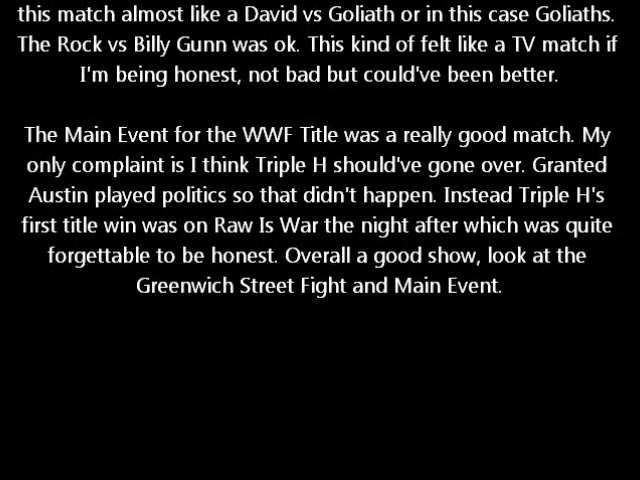 this match almost like a David vs Goliath or in this case Goliaths.
The Rock vs Billy Gunn was ok. This kind of felt like a TV match if
I'm being honest, not bad but could've been better.
The Main Event for the WWF Title was a really good match. My
only complaint is I think Triple H should've gone over. Granted
Austin played politics so that didn't happen. Instead Triple H's
first title win was on Raw Is War the night after which was quite
forgettable to be honest. Overall a good show, look at the
Greenwich Street Fight and Main Event.